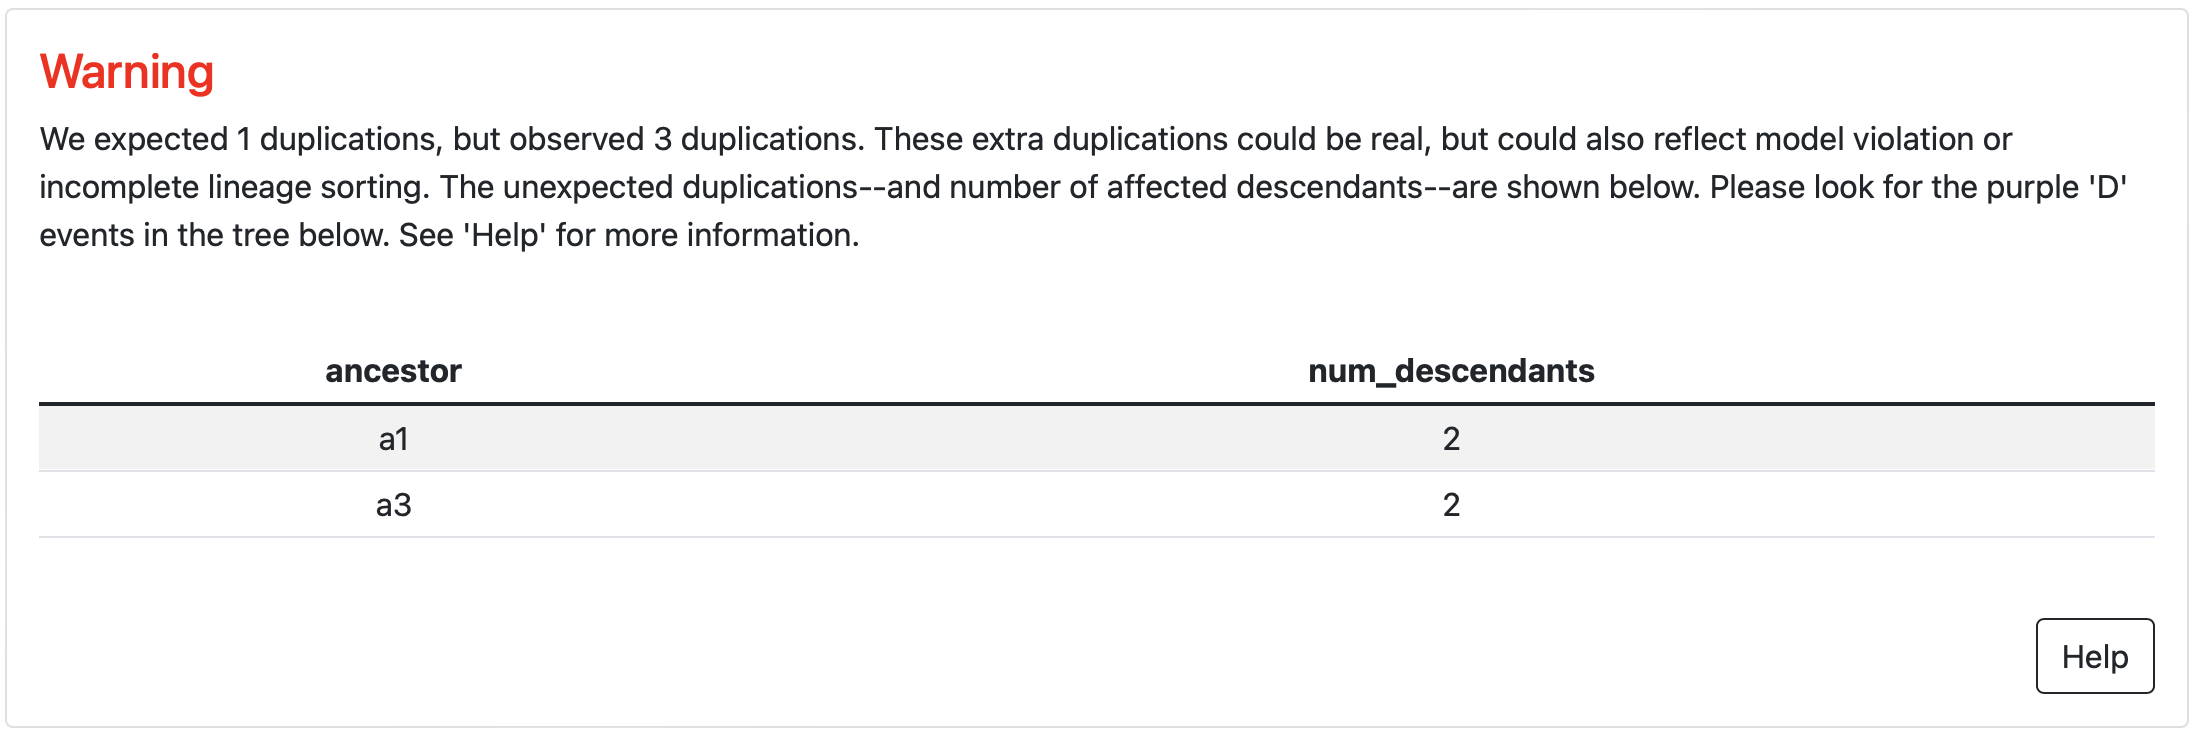 Warning
We expected 1 duplications, but observed 3 duplications. These extra duplications could be real, but could also reflect model violation or
incomplete lineage sorting. The unexpected duplications--and number of affected descendants--are shown below. Please look for the purple 'D'
events in the tree below. See 'Help' for more information.
ancestor num_descendants
a1 2
a3 2
Help